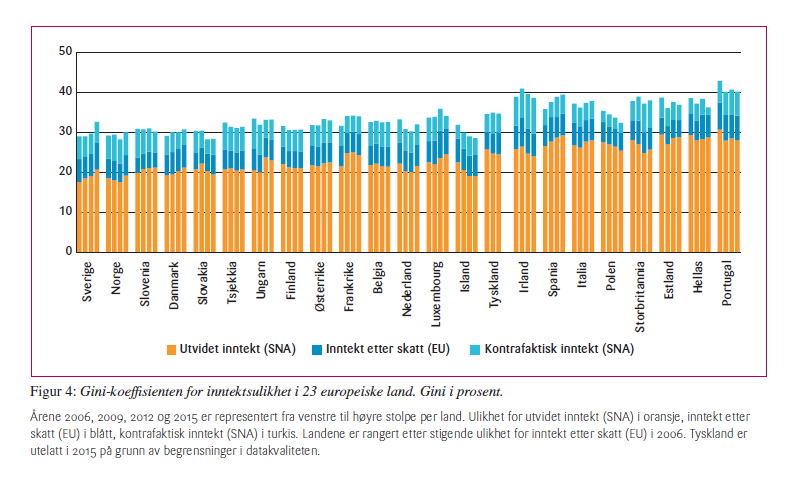 50
40
30
20
10
0
Sverige
Norge
Slovenia
Danmark
Slovakia
Tsjekkia
Ungarn
Finland
Østerrike
Frankrike
Belgia
Nederland
Luxembourg
Island
Tyskland
Irland
Spania
Italia
Polen
Storbritannia
Estland
Hellas
Portugal
Utvidet inntekt (SNA) Inntekt etter skatt (EU) Kontrafaktisk inntekt (SNA)
Figur 4: Gini-koeffisienten for inntektsulikhet i 23 europeiske land. Gini i prosent.
Årene 2006, 2009, 2012 og 2015 er representert fra venstre til høyre stolpe per land. Ulikhet for utvidet inntekt (SNA) i oransje, inntekt etter
skatt (EU) i blått, kontrafaktisk inntekt (SNA) i turkis. Landene er rangert etter stigende ulikhet for inntekt etter skatt (EU) i 2006. Tyskland er
utelatt i 2015 på grunn av begrensninger i datakvaliteten.